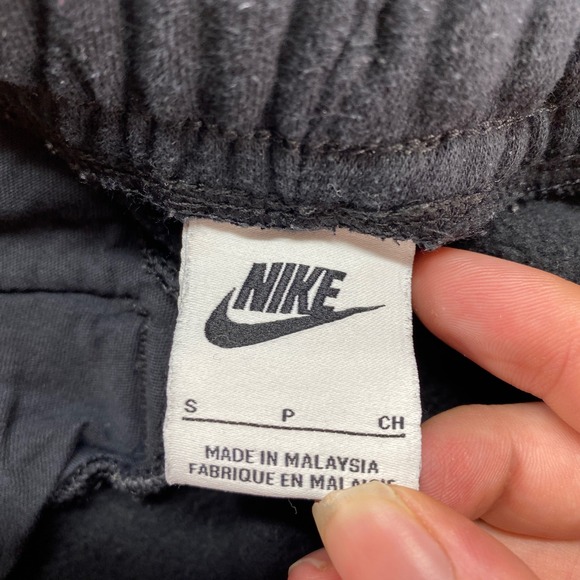 NIKE
S P CH
MADE IN MALAYSIA
FABRIQUE EN